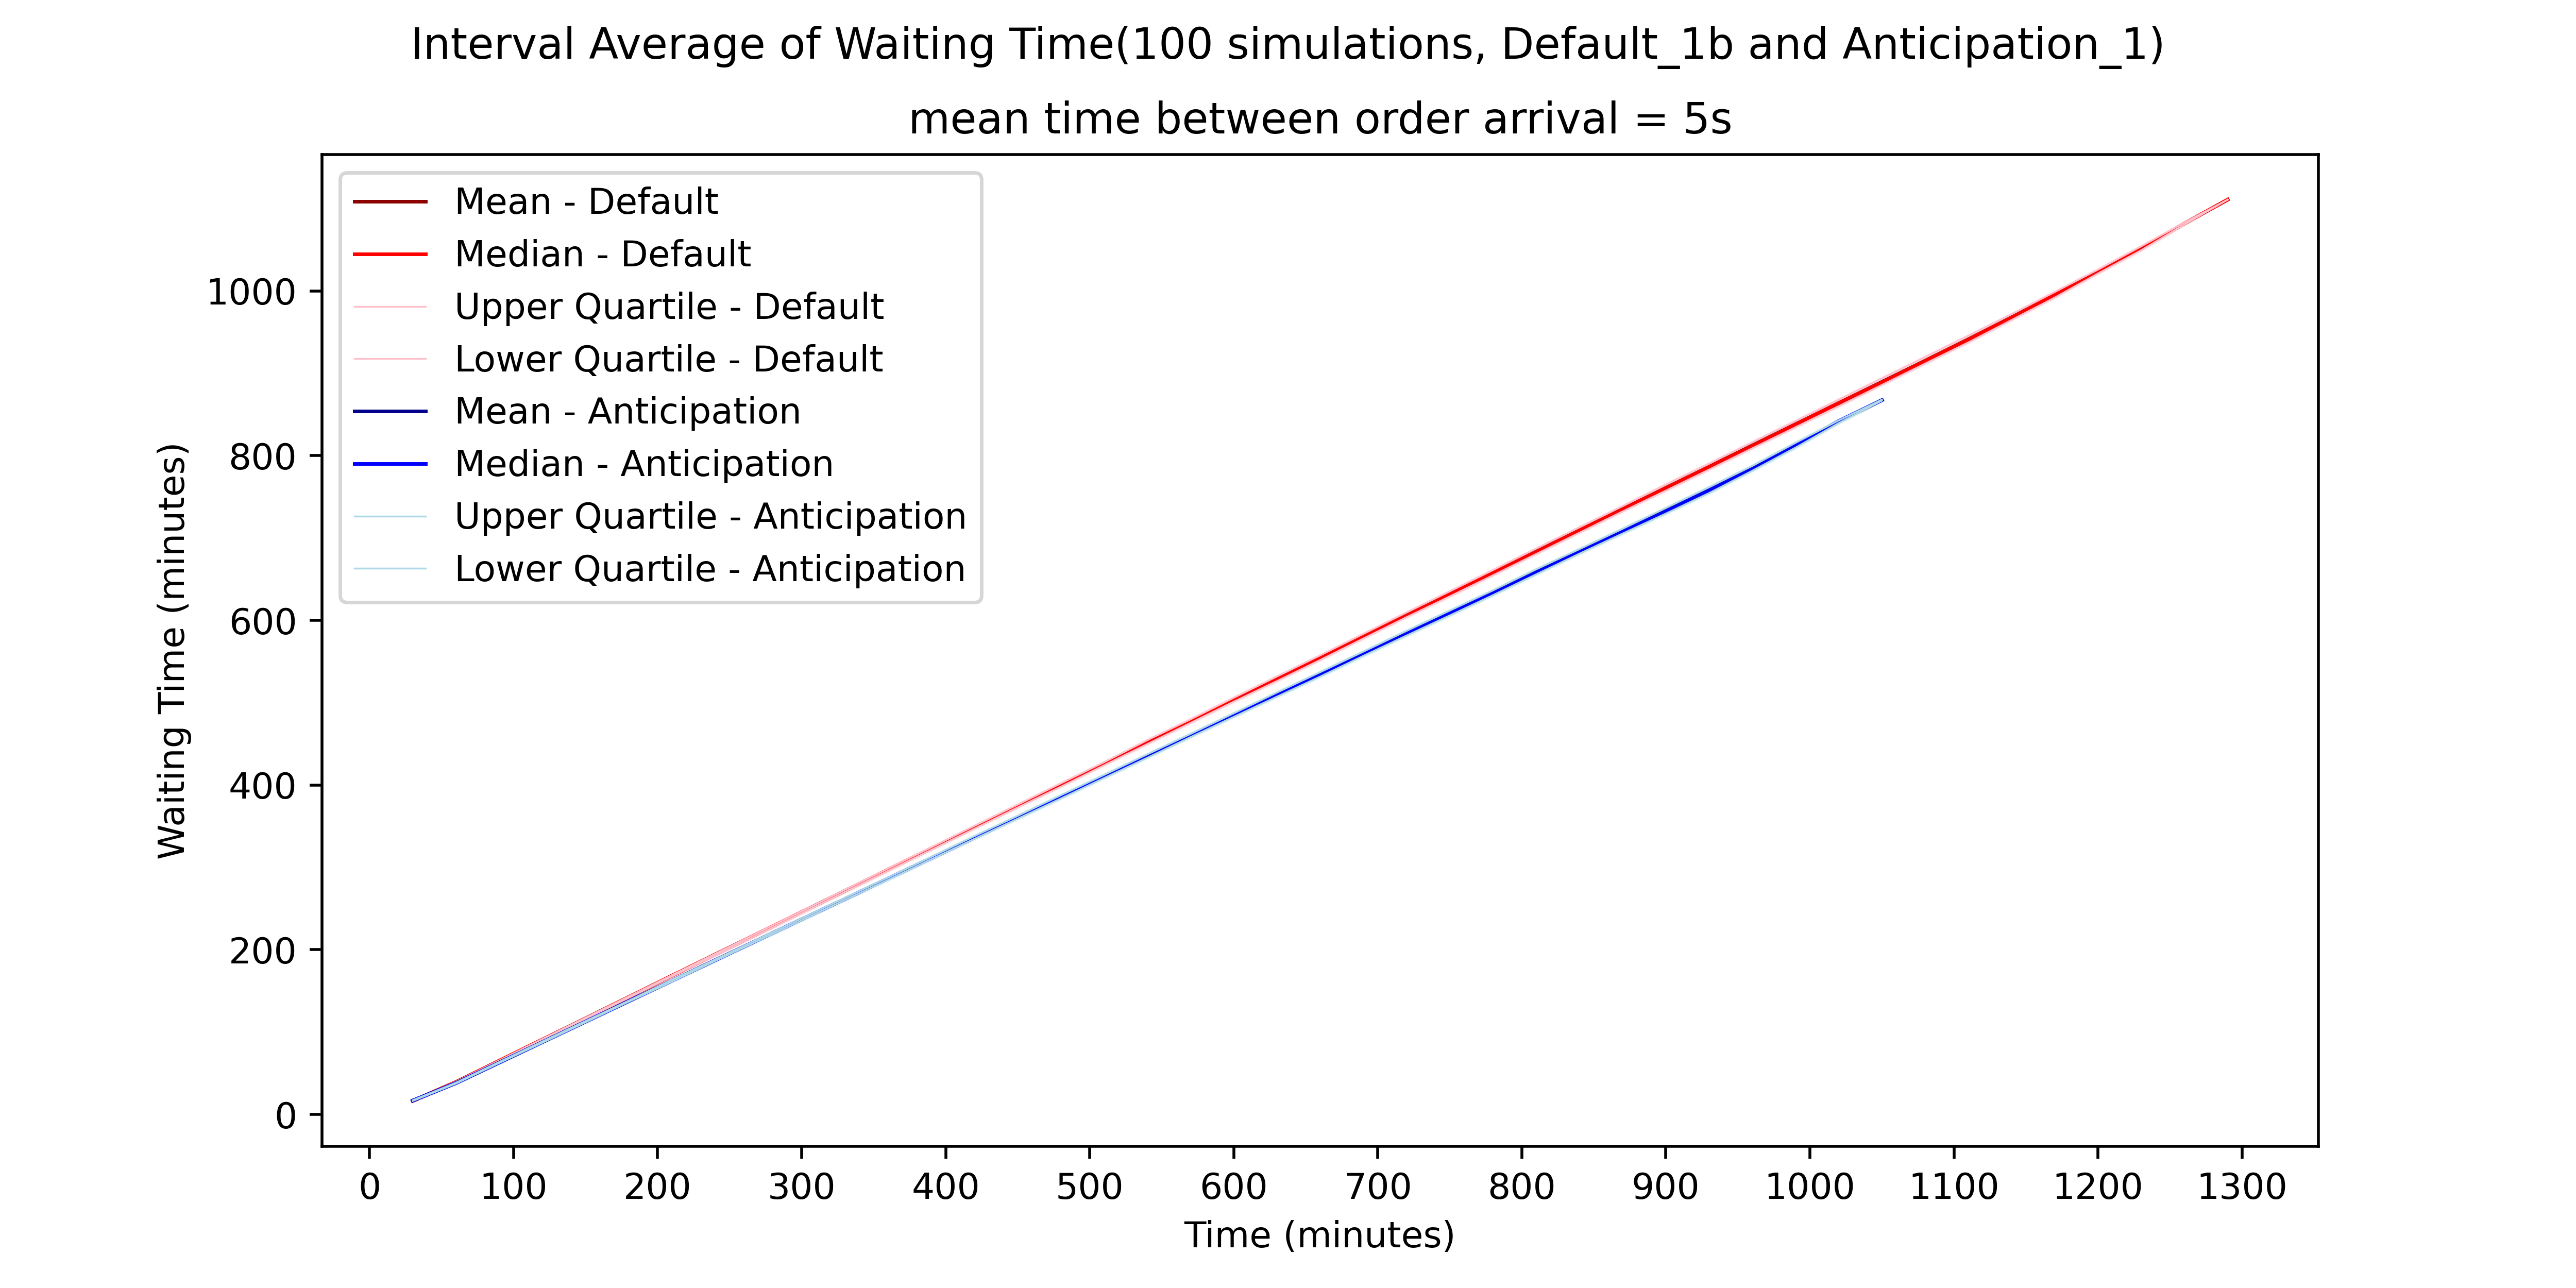 Interval Average of Waiting Time(100 simulations, Default_1b and Anticipation_1)
mean time between order arrival = 5s
Mean - Default
Median - Default
Upper Quartile - Default
Lower Quartile - Default
Mean - Anticipation
Median - Anticipation
Upper Quartile - Anticipation
Lower Quartile - Anticipation
Waiting Time (minutes)
1000
800
600
400
200
0
0 100 200 300 400 500 600 700 800 900 1000 1100 1200 1300
Time (minutes)